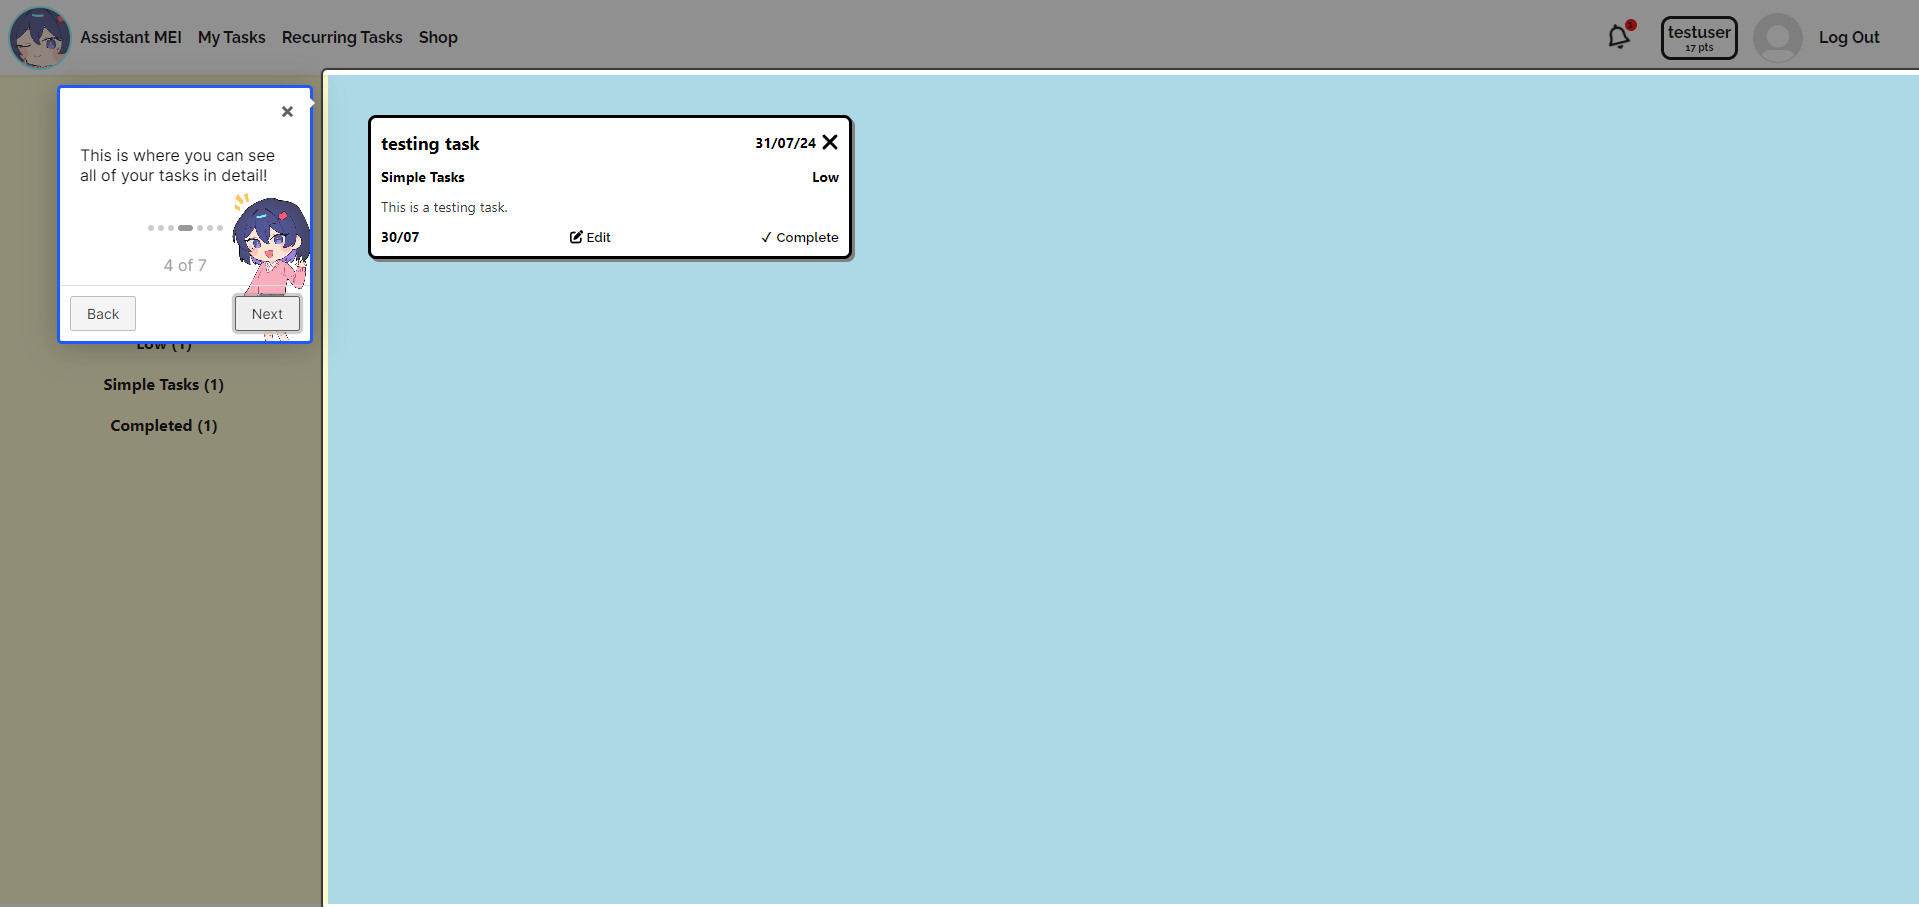 Assistant MEI My Tasks Recurring Tasks Shop
1
testuser
17 pts
Log Out
This is where you can see
all of your tasks in detail!
4 of 7
Back Next
Low (1)
Simple Tasks (1)
Completed (1)
testing task 31/07/24
Simple Tasks Low
This is a testing task.
30/07 Edit ✓ Complete